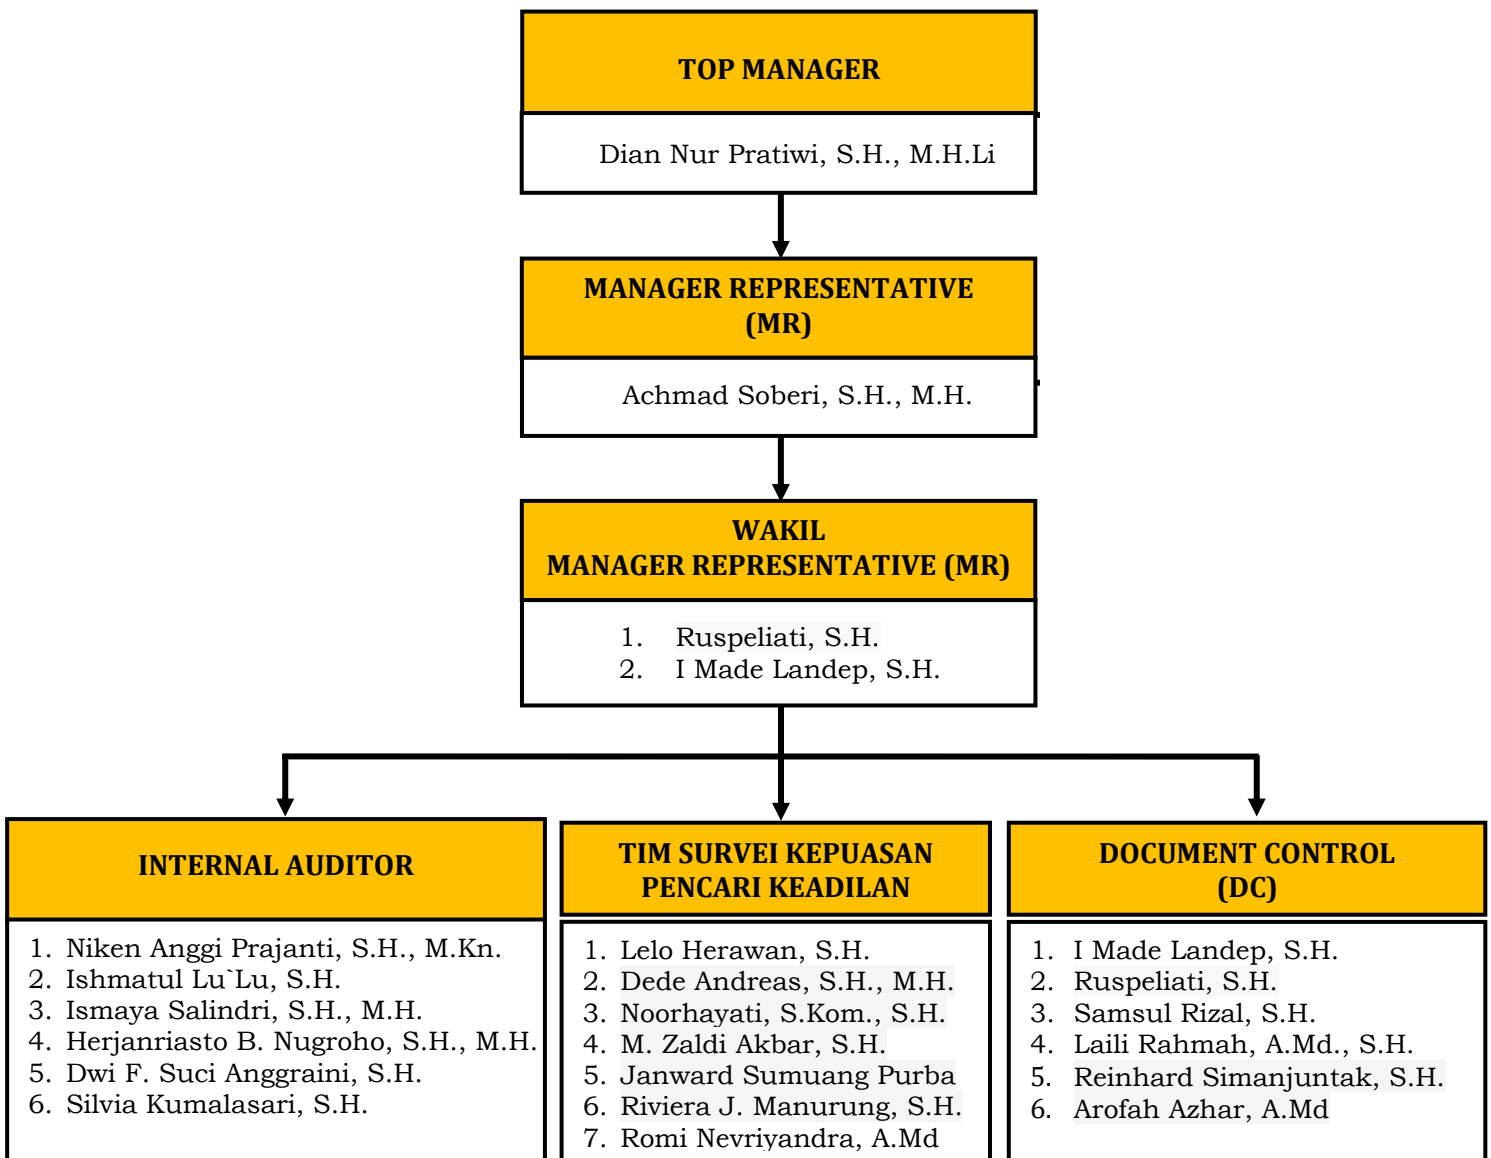 TOP MANAGER
Dian Nur Pratiwi, S.H., M.H.Li
MANAGER REPRESENTATIVE
(MR)
Achmad Soberi, S.H., M.H.
WAKIL
MANAGER REPRESENTATIVE (MR)
1. Ruspeliati, S.H.
2. I Made Landep, S.H.
INTERNAL AUDITOR
1. Niken Anggi Prajanti, S.H., M.Kn.
2. Ishmatul Lu`Lu, S.H.
3. Ismaya Salindri, S.H., M.H.
4. Herjanriasto B. Nugroho, S.H., M.H.
5. Dwi F. Suci Anggraini, S.H.
6. Silvia Kumalasari, S.H.
TIM SURVEI KEPUASAN
PENCARI KEADILAN
1. Lelo Herawan, S.H.
2. Dede Andreas, S.H., M.H.
3. Noorhayati, S.Kom., S.H.
4. M. Zaldi Akbar, S.H.
5. Janward Sumuang Purba
6. Riviera J. Manurung, S.H.
7. Romi Nevriyandra, A.Md
DOCUMENT CONTROL
(DC)
1. I Made Landep, S.H.
2. Ruspeliati, S.H.
3. Samsul Rizal, S.H.
4. Laili Rahmah, A.Md., S.H.
5. Reinhard Simanjuntak, S.H.
6. Arofah Azhar, A.Md